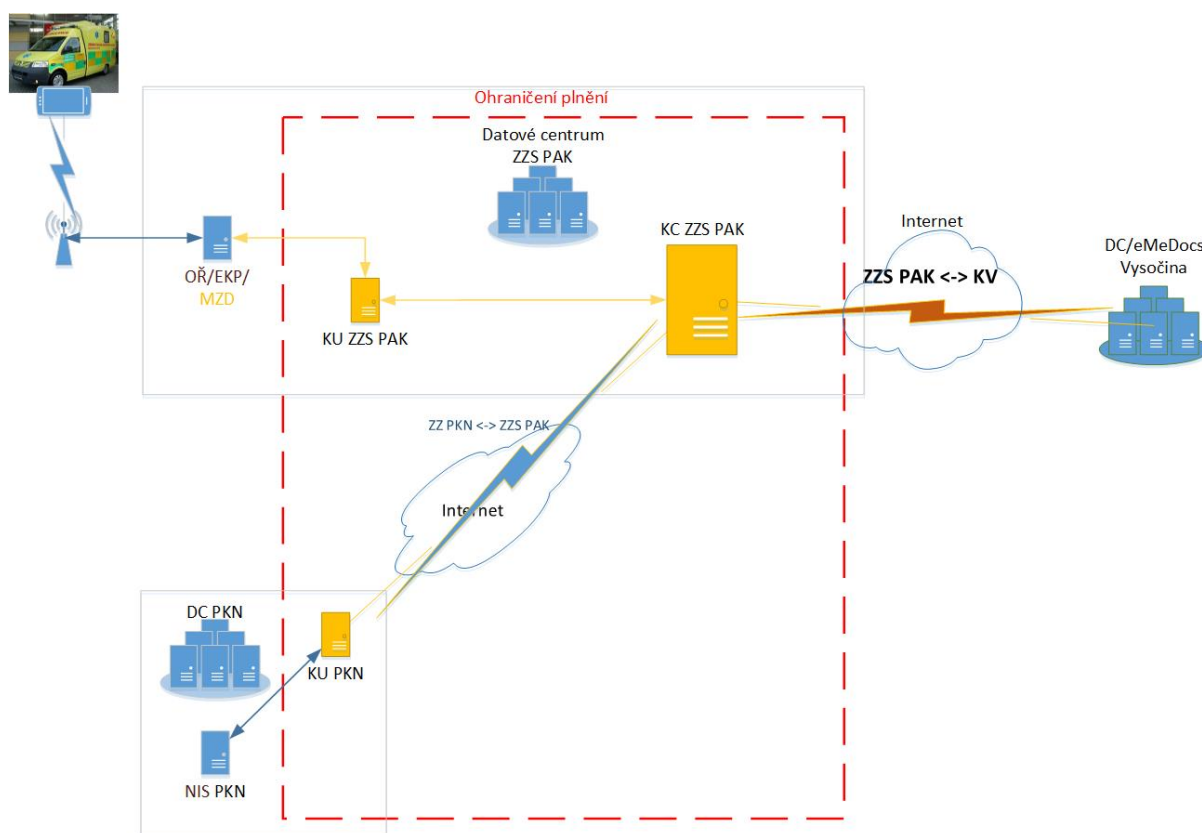 Ohraničení plnění
Datové centrum
ZZS PAK
KC ZZS PAK
Internet
ZZS PAK <-> KV
DC/eMeDocs
Vysočina
OŘ/EKP/
MZD
KU ZZS PAK
ZZ PKN <-> ZZS PAK
Internet
DC PKN
KU PKN
NIS PKN